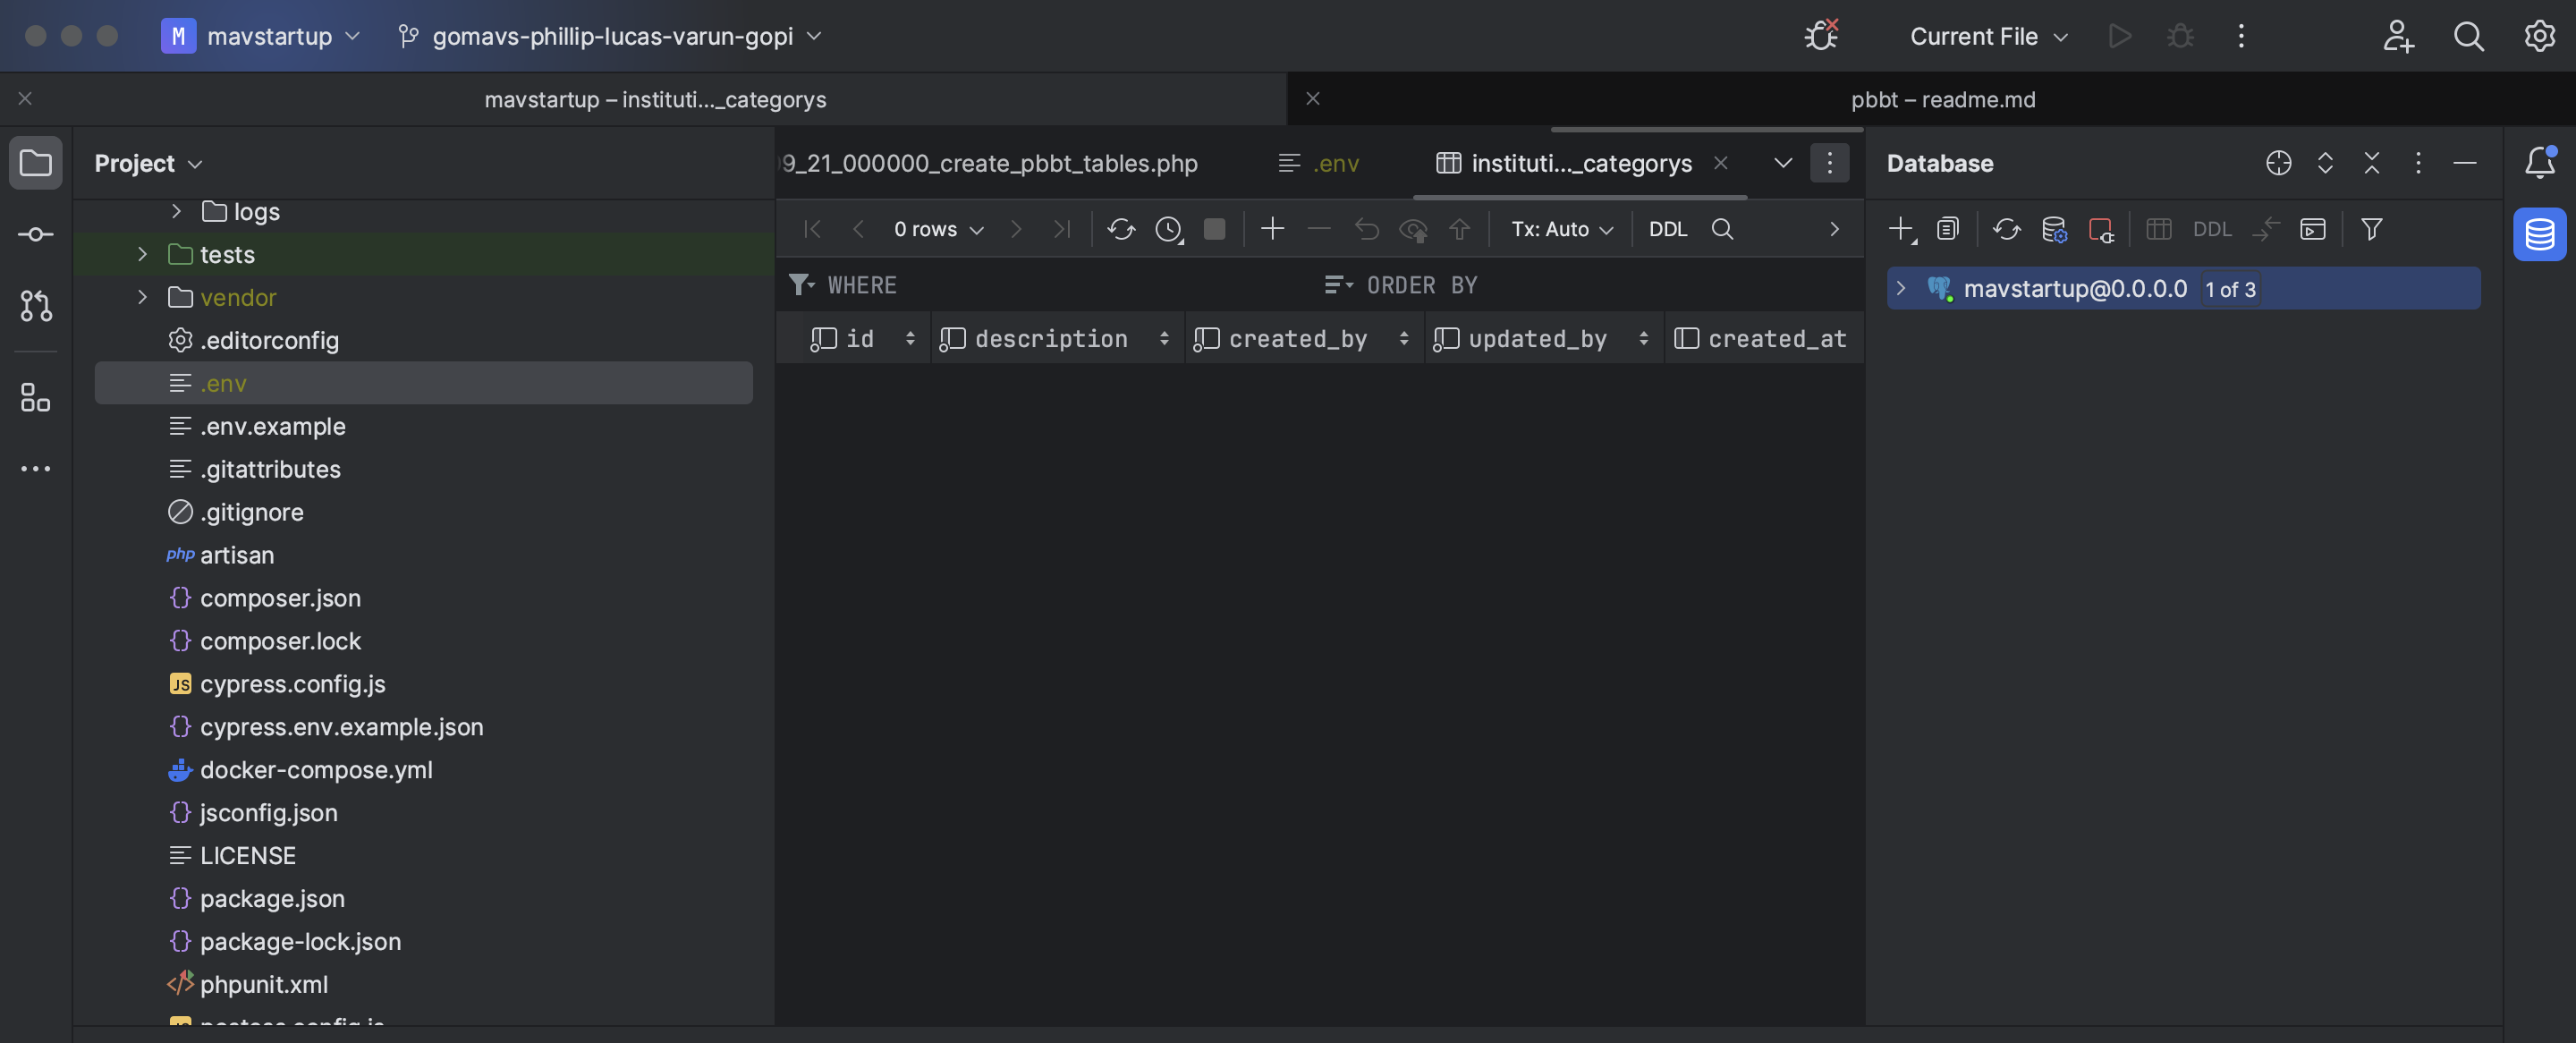 M mavstartup gomavs-phillip-lucas-varun-gopi Current File
mavstartup – instituti..._categorys pbbt – readme.md
Project
logs
tests
vendor
.editorconfig
.env
.env.example
.gitattributes
.gitignore
php artisan
composer.json
composer.lock
JS cypress.config.js
cypress.env.example.json
docker-compose.yml
jsconfig.json
LICENSE
package.json
package-lock.json
phpunit.xml
9_21_000000_create_pbbt_tables.php .env instituti..._categorys
0 rows Tx: Auto DDL
WHERE ORDER BY
id description created_by updated_by created_at
Database
DDL
mavstartup@0.0.0.0 1 of 3